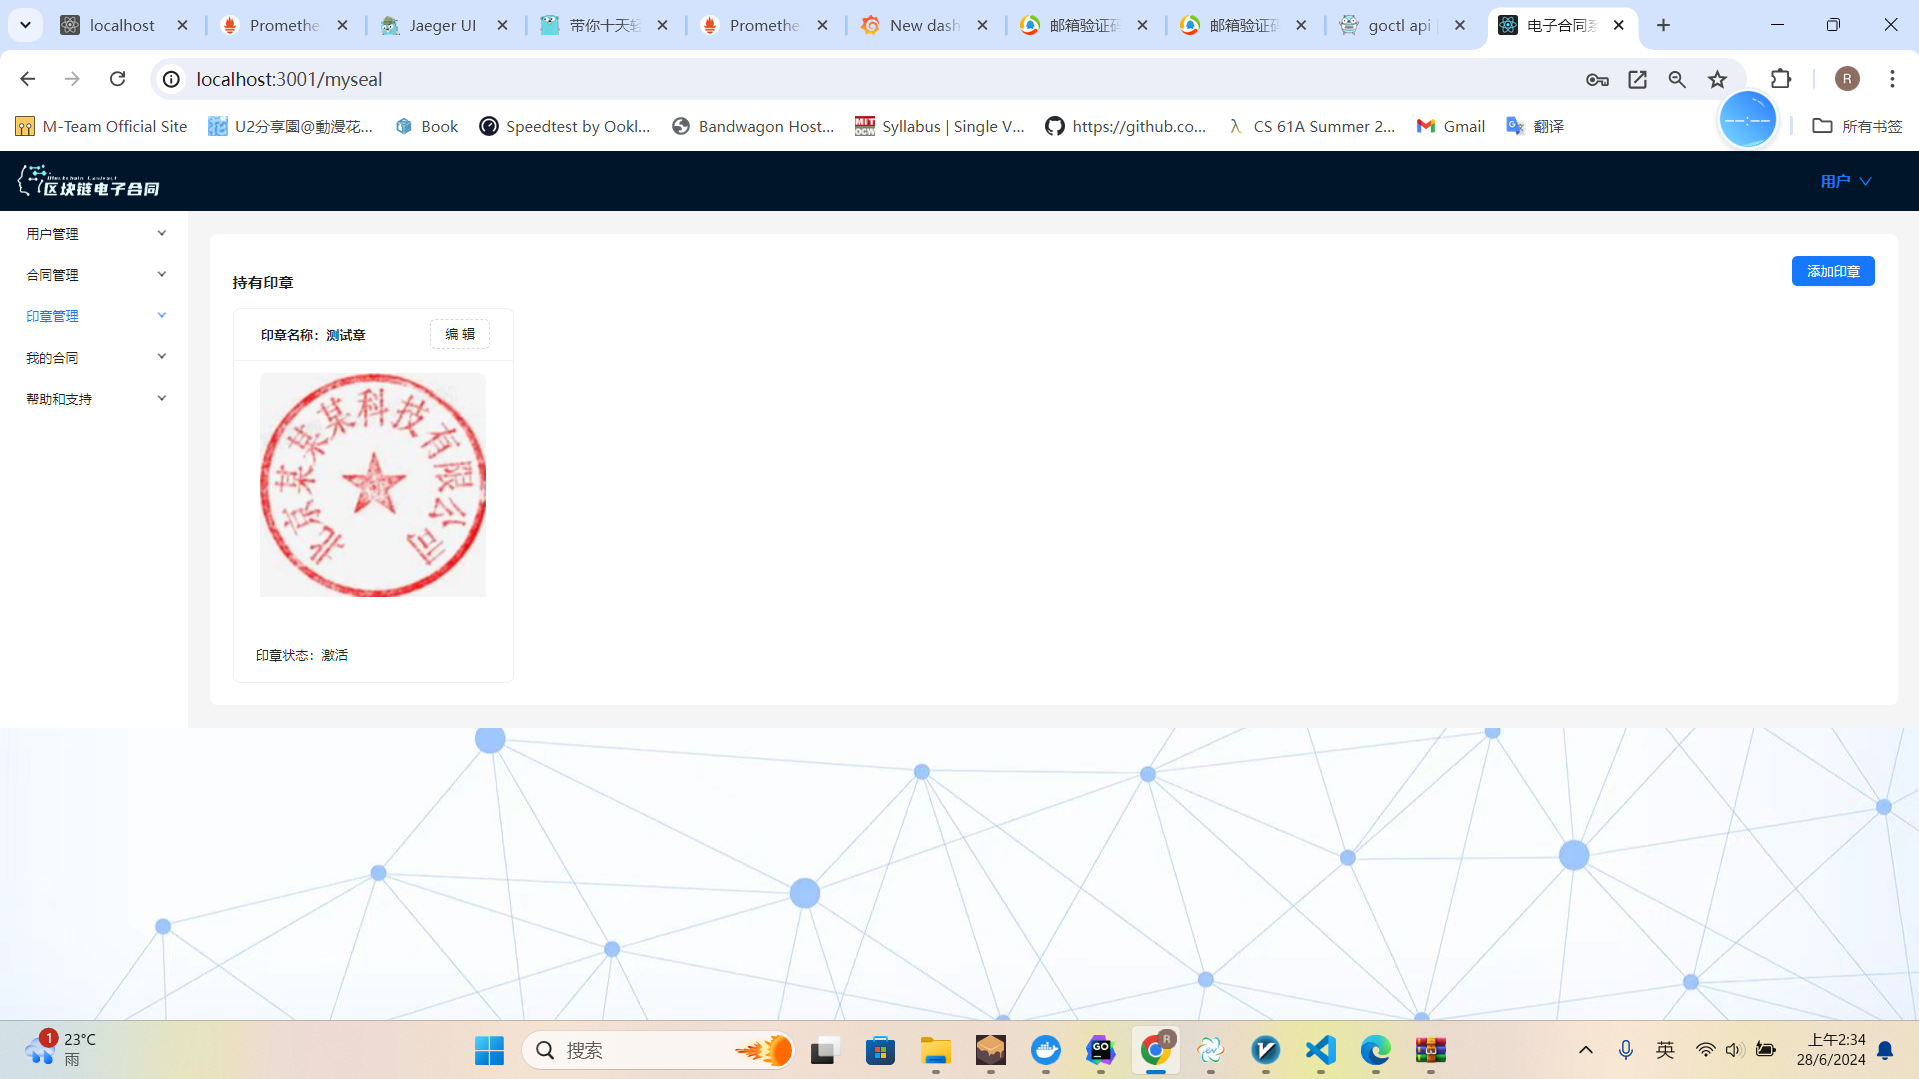 localhost
Promethe
Jaeger UI
带你十天轻
Promethe
New dash
邮箱验证码
邮箱验证码
goctl api
电子合同系
localhost:3001/myseal
R
M-Team Official Site
U2分享園@動漫花...
Book
Speedtest by Ookl...
Bandwagon Host...
Syllabus | Single V...
https://github.co...
CS 61A Summer 2...
Gmail
翻译
所有书签
Blockchain Contract
区块链电子合同
用户
用户管理
合同管理
印章管理
我的合同
帮助和支持
持有印章
添加印章
印章名称：测试章
编 辑
北京某某某科技有限公司
印章状态：激活
1
23°C
雨
搜索
英
上午2:34
28/6/2024